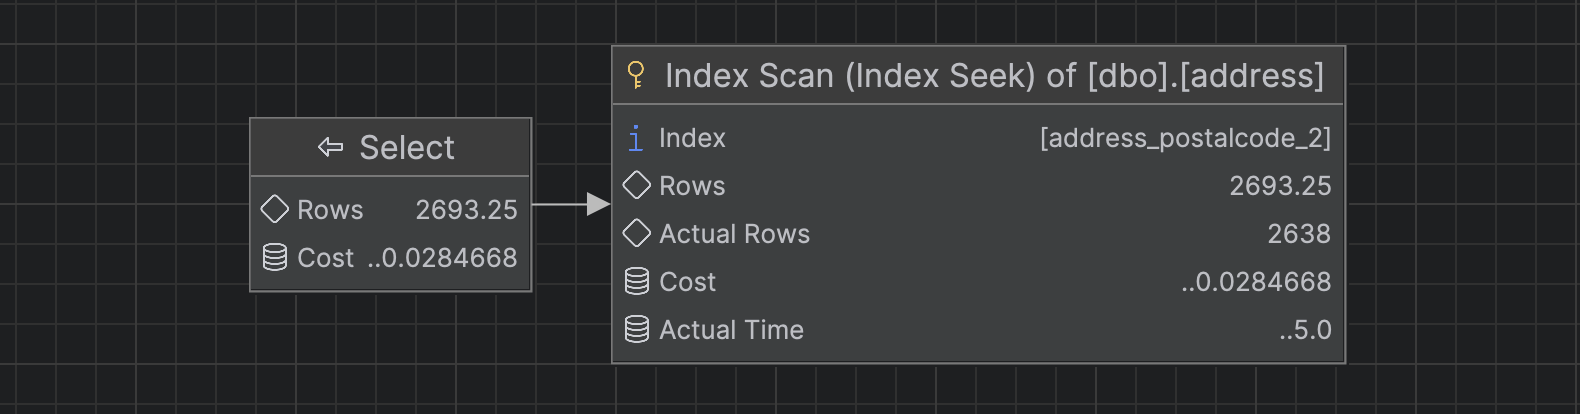 Select
Rows 2693.25
Cost ..0.0284668
Index Scan (Index Seek) of [dbo].[address]
Index [address_postalcode_2]
Rows 2693.25
Actual Rows 2638
Cost ..0.0284668
Actual Time ..5.0